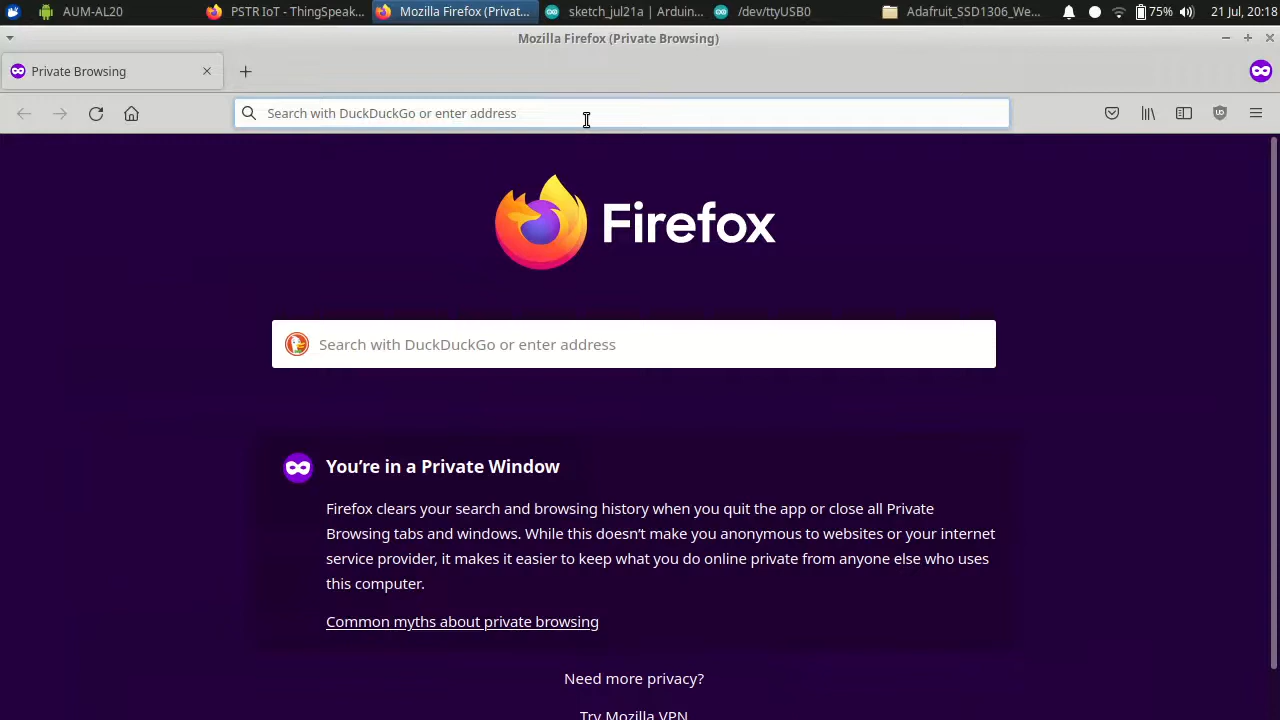 AUM-AL20 PSTR IoT - ThingSpeak... Mozilla Firefox (Privat... sketch_jul21a | Arduin... /dev/ttyUSB0 Adafruit_SSD1306_We... 75% 21 Jul, 20:18
Mozilla Firefox (Private Browsing)
Private Browsing
Search with DuckDuckGo or enter address
Firefox
Search with DuckDuckGo or enter address
You’re in a Private Window
Firefox clears your search and browsing history when you quit the app or close all Private
Browsing tabs and windows. While this doesn’t make you anonymous to websites or your internet
service provider, it makes it easier to keep what you do online private from anyone else who uses
this computer.
Common myths about private browsing
Need more privacy?
Try Mozilla VPN